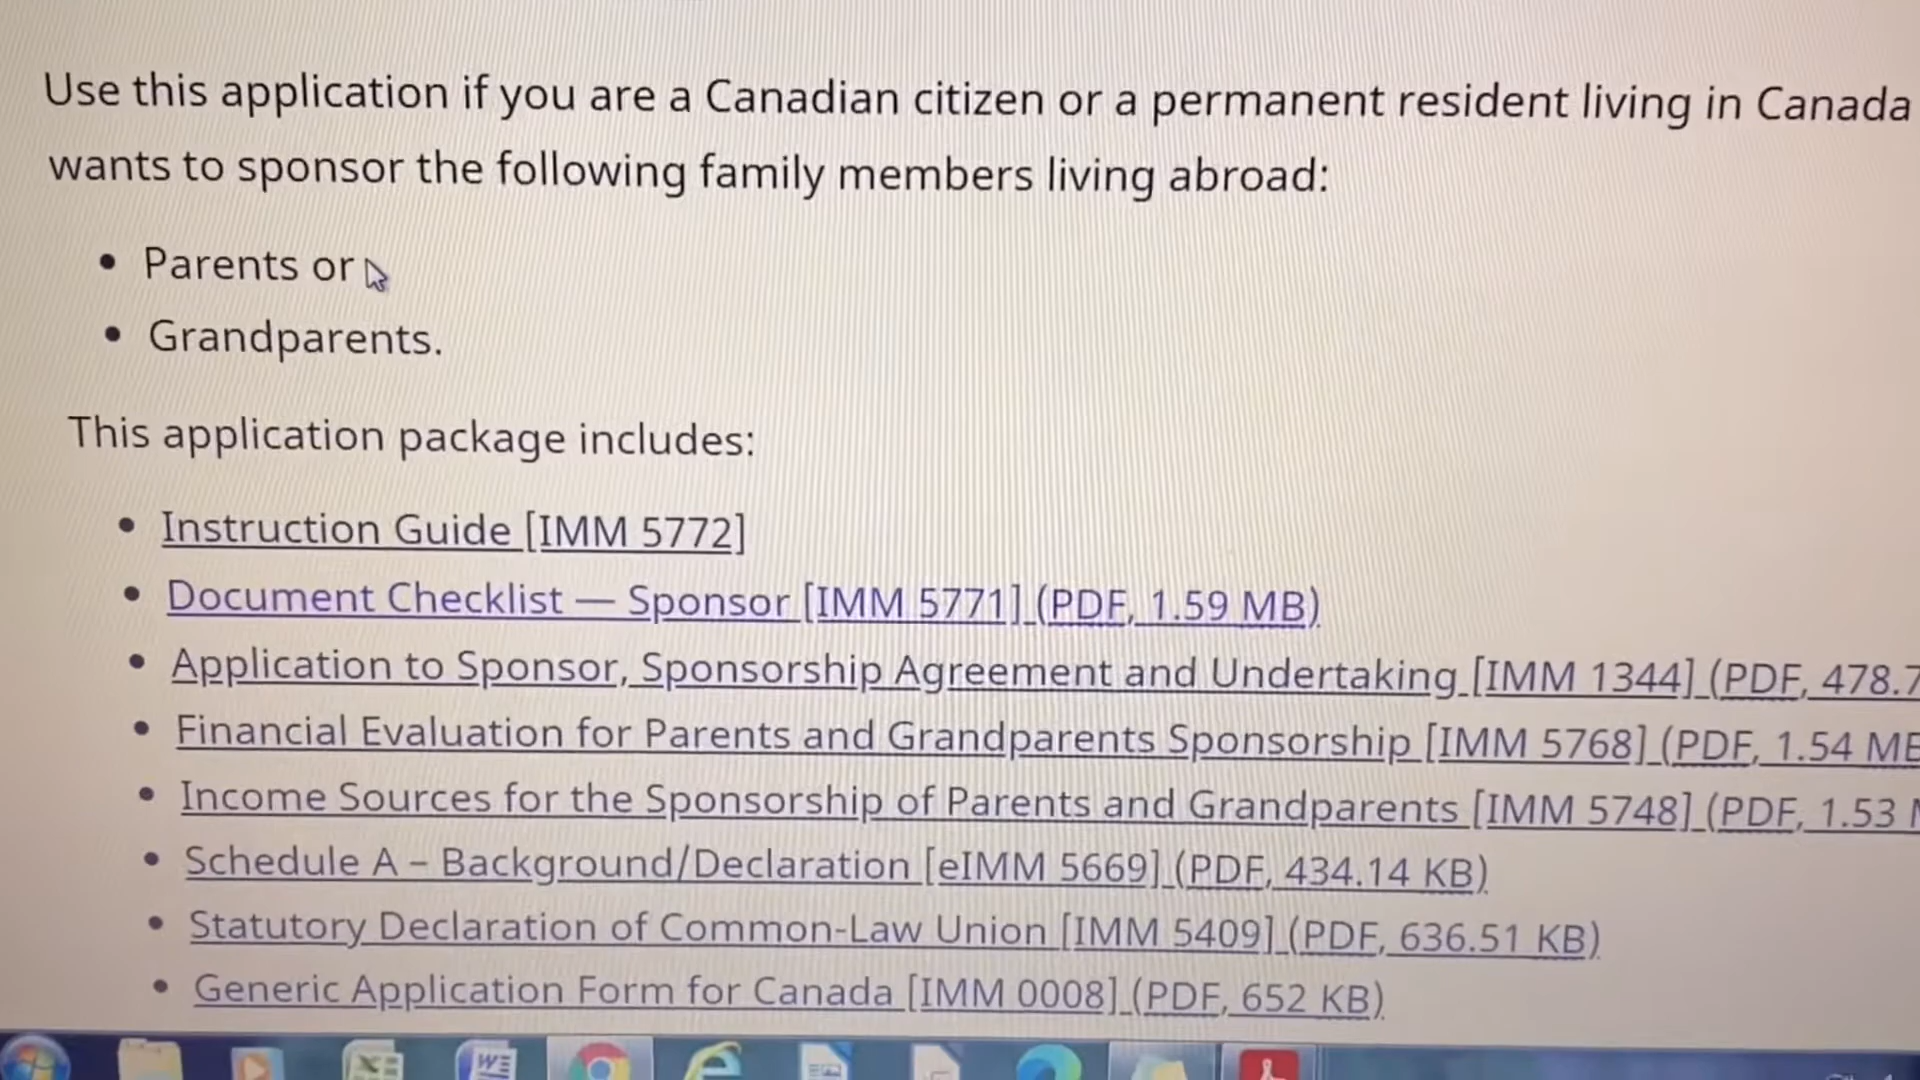 Use this application if you are a Canadian citizen or a permanent resident living in Canada
wants to sponsor the following family members living abroad:
• Parents or
• Grandparents.
This application package includes:
• Instruction Guide [IMM 5772]
• Document Checklist — Sponsor [IMM 5771] (PDF, 1.59 MB)
• Application to Sponsor, Sponsorship Agreement and Undertaking [IMM 1344] (PDF, 478.7
• Financial Evaluation for Parents and Grandparents Sponsorship [IMM 5768] (PDF, 1.54 MB
• Income Sources for the Sponsorship of Parents and Grandparents [IMM 5748] (PDF, 1.53
• Schedule A – Background/Declaration [eIMM 5669] (PDF, 434.14 KB)
• Statutory Declaration of Common-Law Union [IMM 5409] (PDF, 636.51 KB)
• Generic Application Form for Canada [IMM 0008] (PDF, 652 KB)